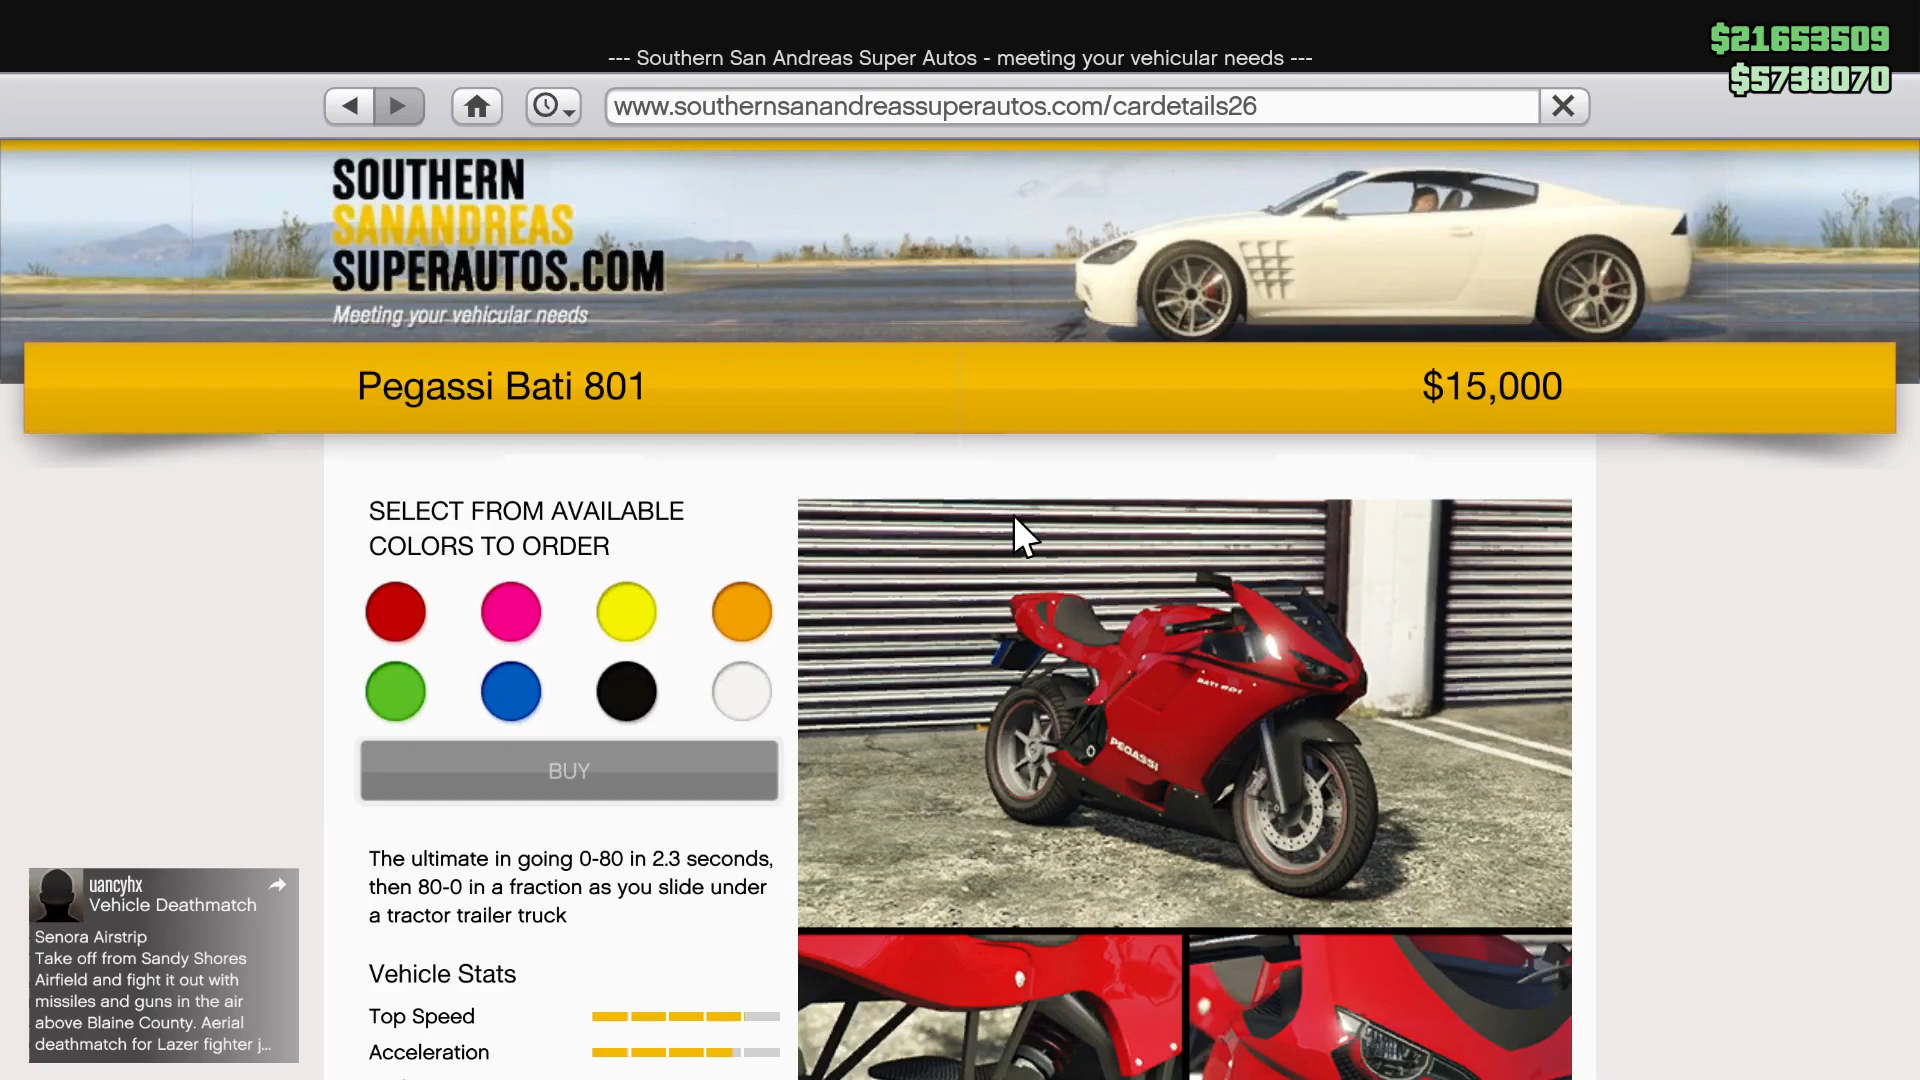 --- Southern San Andreas Super Autos - meeting your vehicular needs ---
$21653509
$5738070
www.southernsanandreassuperautos.com/cardetails26
SOUTHERN
SANANDREAS
SUPERAUTOS.COM
Meeting your vehicular needs
Pegassi Bati 801
$15,000
SELECT FROM AVAILABLE
COLORS TO ORDER
BUY
The ultimate in going 0-80 in 2.3 seconds,
then 80-0 in a fraction as you slide under
a tractor trailer truck
Vehicle Stats
Top Speed
Acceleration
BATI 801
PEGASSI
uancyhx
Vehicle Deathmatch
Senora Airstrip
Take off from Sandy Shores
Airfield and fight it out with
missiles and guns in the air
above Blaine County. Aerial
deathmatch for Lazer fighter j...